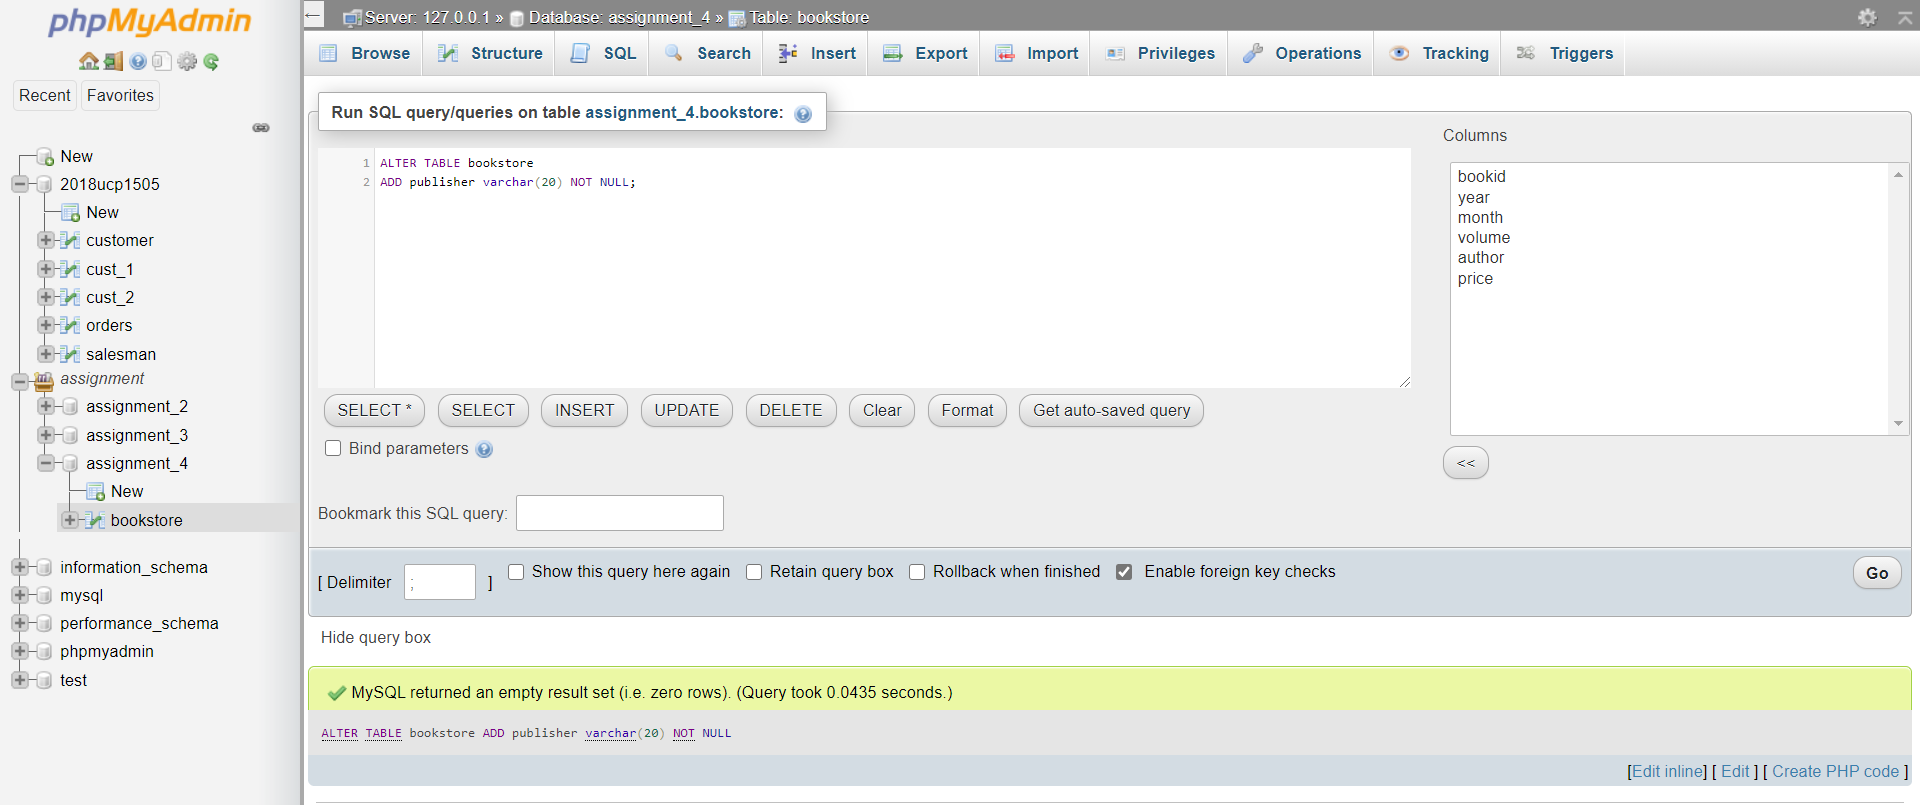 phpMyAdmin
Recent Favorites
New
2018ucp1505
New
customer
cust_1
cust_2
orders
salesman
assignment
assignment_2
assignment_3
assignment_4
New
bookstore
information_schema
mysql
performance_schema
phpmyadmin
test
Server: 127.0.0.1 » Database: assignment_4 » Table: bookstore
Browse Structure SQL Search Insert Export Import Privileges Operations Tracking Triggers
Run SQL query/queries on table assignment_4.bookstore:
1 ALTER TABLE bookstore
2 ADD publisher varchar(20) NOT NULL;
Columns
bookid
year
month
volume
author
price
<<
SELECT * SELECT INSERT UPDATE DELETE Clear Format Get auto-saved query
Bind parameters
Bookmark this SQL query:
[ Delimiter ; ] Show this query here again Retain query box Rollback when finished Enable foreign key checks Go
Hide query box
MySQL returned an empty result set (i.e. zero rows). (Query took 0.0435 seconds.)
ALTER TABLE bookstore ADD publisher varchar(20) NOT NULL
[Edit inline] [ Edit ] [ Create PHP code ]